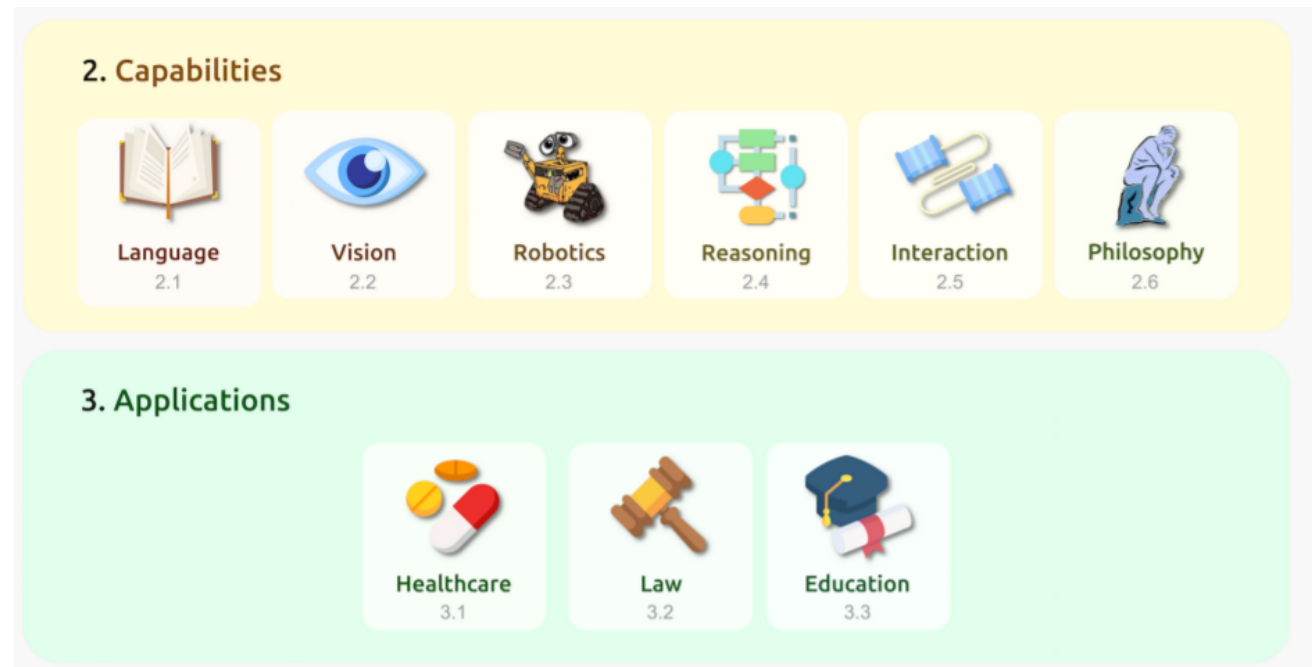 2. Capabilities
Language
Vision
Robotics
Reasoning
Interaction
Philosophy
2.1
2.2
2.3
2.4
2.5
2.6
3. Applications
Healthcare
Law
Education
3.1
3.2
3.3